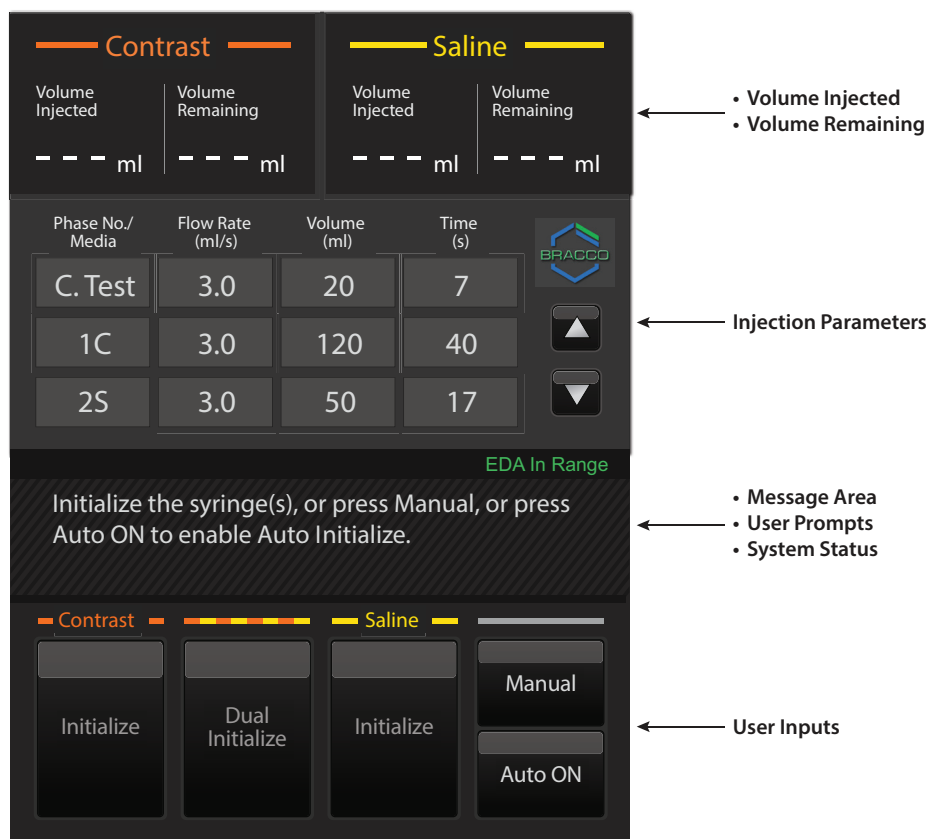 Contrast
Saline
Volume
Injected
Volume
Remaining
Volume
Injected
Volume
Remaining
– – – ml
– – – ml
– – – ml
– – – ml
• Volume Injected
• Volume Remaining
Phase No./
Media
Flow Rate
(ml/s)
Volume
(ml)
Time
(s)
BRACCO
C. Test 3.0 20 7
1C 3.0 120 40
2S 3.0 50 17
Injection Parameters
EDA In Range
Initialize the syringe(s), or press Manual, or press
Auto ON to enable Auto Initialize.
• Message Area
• User Prompts
• System Status
Contrast
Saline
Initialize
Dual
Initialize
Initialize
Manual
Auto ON
User Inputs